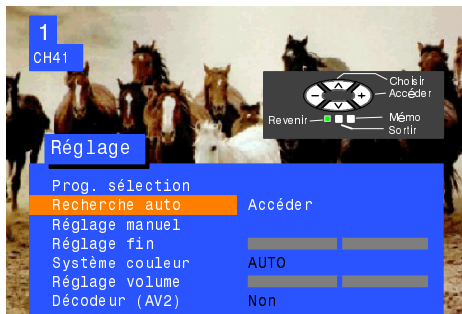 1
CH41
Choisir
- + Accéder
Revenir Mémo
Sortir
Réglage
Prog. sélection
Recherche auto Accéder
Réglage manuel
Réglage fin
Système couleur AUTO
Réglage volume
Décodeur (AV2) Non